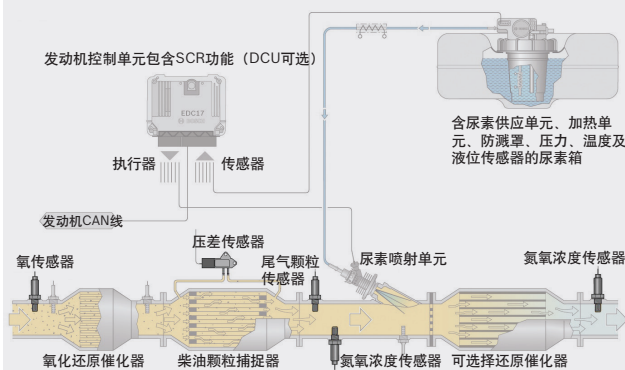 发动机控制单元包含SCR功能（DCU可选）
EDC17
BOSCH
执行器
传感器
含尿素供应单元、加热单
元、防溅罩、压力、温度及
液位传感器的尿素箱
发动机CAN线
压差传感器
氧传感器
尾气颗粒
传感器
尿素喷射单元
氮氧浓度传感器
氧化还原催化器
柴油颗粒捕捉器
氮氧浓度传感器
可选择还原催化器